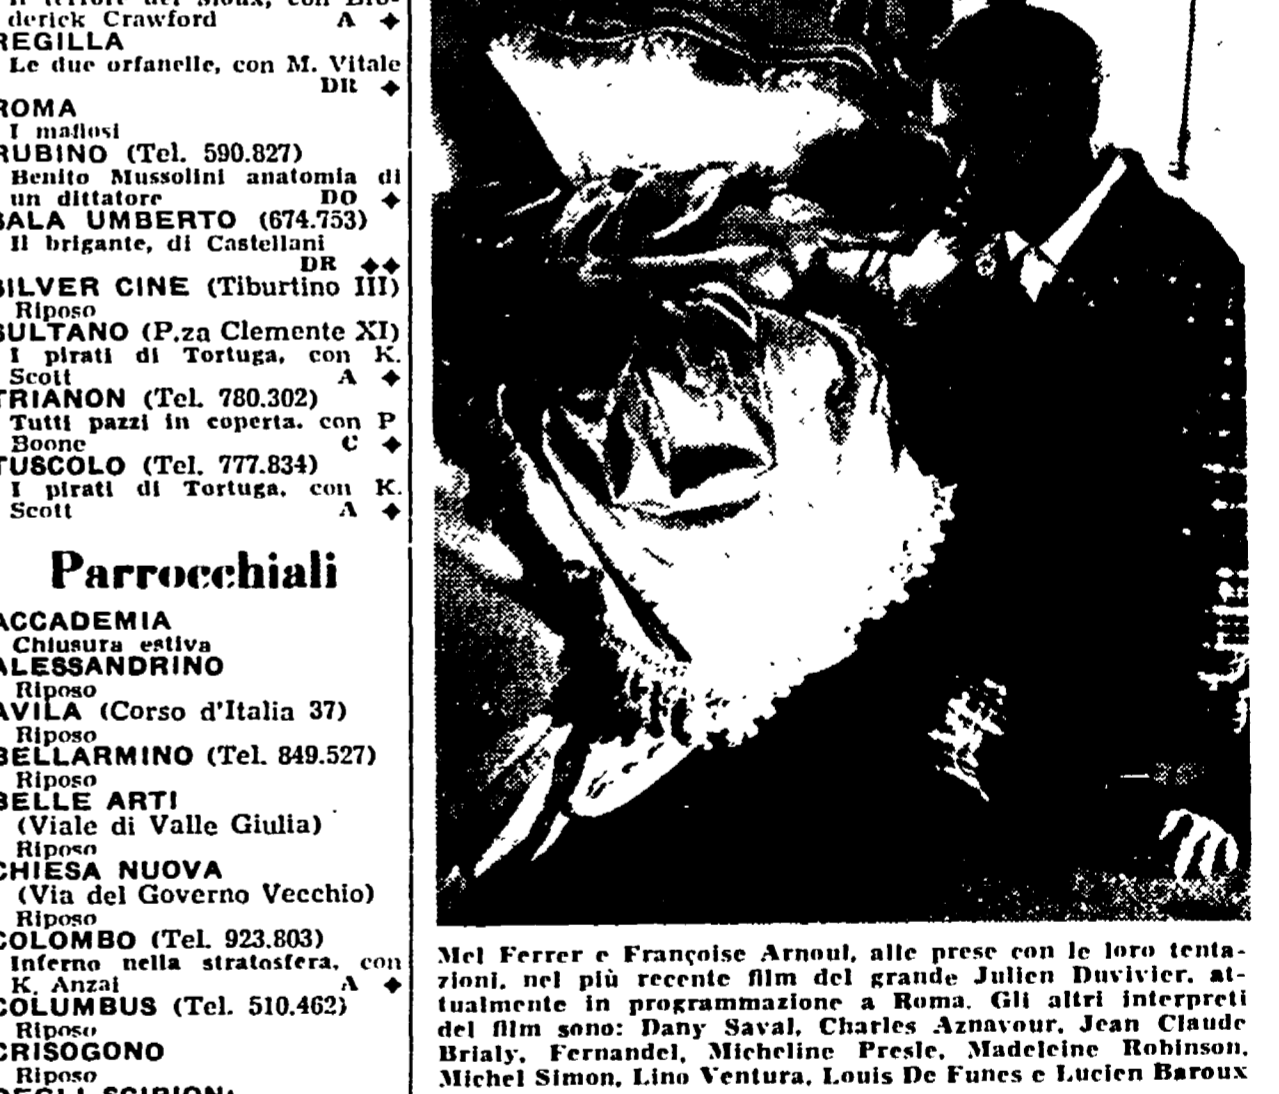 derick Crawford A ◆
REGILLA
Le due orfanelle, con M. Vitale
DR ◆
ROMA
I mafiosi
RUBINO (Tel. 590.827)
Benito Mussolini anatomia di
un dittatore DO ◆
SALA UMBERTO (674.753)
Il brigante, di Castellani
DR ◆◆
SILVER CINE (Tiburtino III)
Riposo
SULTANO (P.za Clemente XI)
I pirati di Tortuga, con K.
Scott A ◆
TRIANON (Tel. 780.302)
Tutti pazzi in coperta. con P
Boone C ◆
TUSCOLO (Tel. 777.834)
I pirati di Tortuga, con K.
Scott A ◆
Parrocchiali
ACCADEMIA
Chiusura estiva
ALESSANDRINO
Riposo
AVILA (Corso d'Italia 37)
Riposo
BELLARMINO (Tel. 849.527)
Riposo
BELLE ARTI
(Viale di Valle Giulia)
Riposo
CHIESA NUOVA
(Via del Governo Vecchio)
Riposo
COLOMBO (Tel. 923.803)
Inferno nella stratosfera, con
K. Anzai A ◆
COLUMBUS (Tel. 510.462)
Riposo
CRISOGONO
Riposo
Mel Ferrer e Françoise Arnoul, alle prese con le loro tenta-
zioni, nel più recente film del grande Julien Duvivier, at-
tualmente in programmazione a Roma. Gli altri interpreti
del film sono: Dany Saval, Charles Aznavour, Jean Claude
Brialy, Fernandel, Micheline Presle, Madeleine Robinson,
Michel Simon, Lino Ventura, Louis De Funes e Lucien Baroux